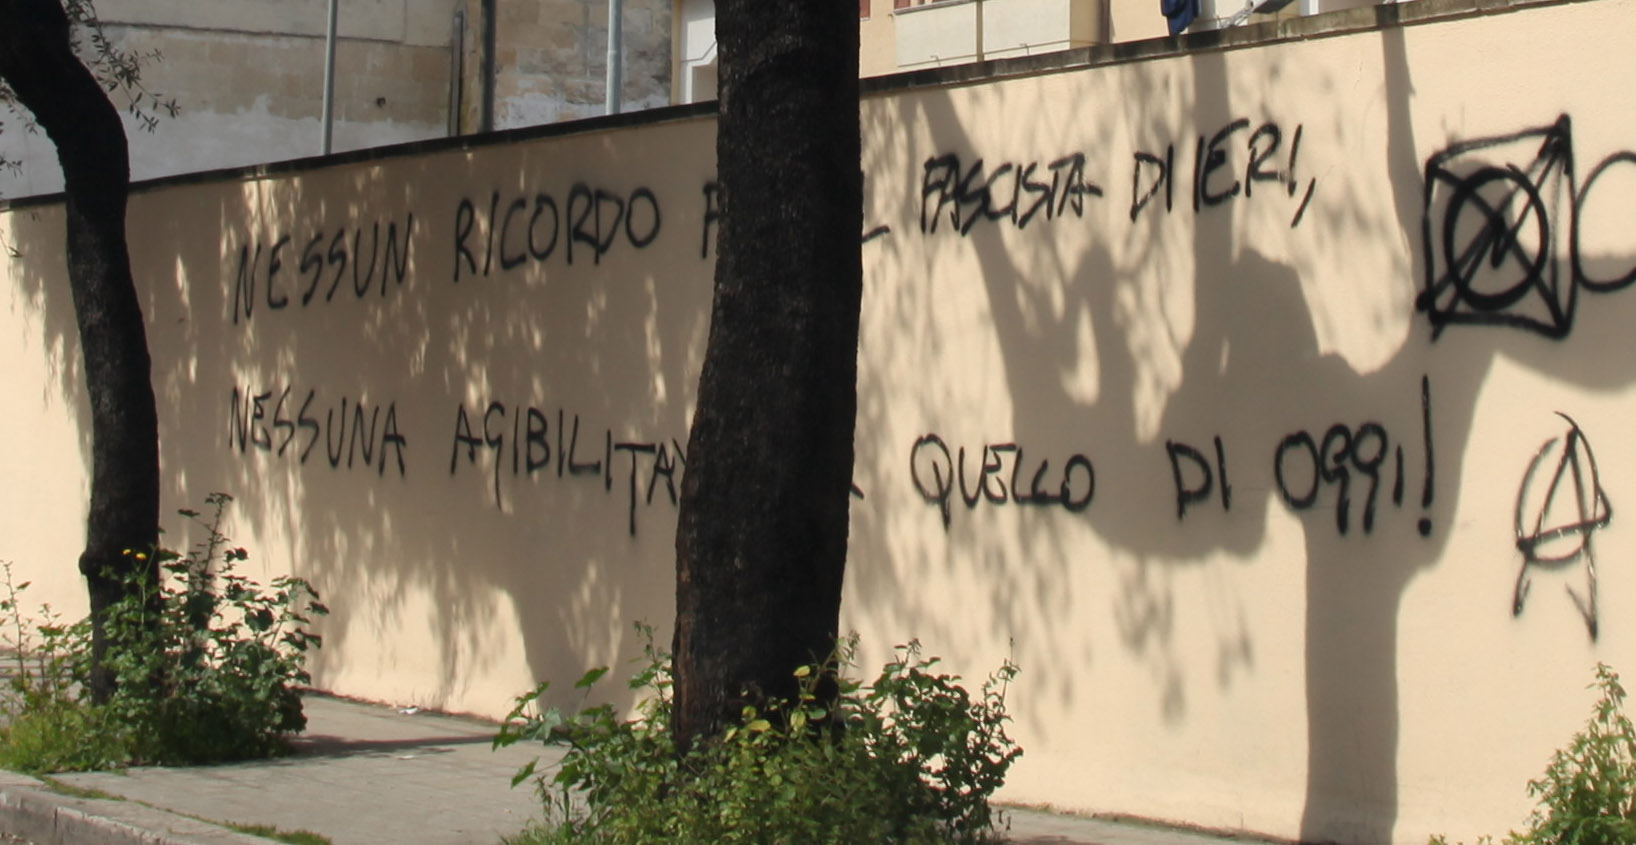 NESSUN RICORDO FASCISTA DI IERI,
NESSUNA AGIBILITA QUELLO DI OGGI!